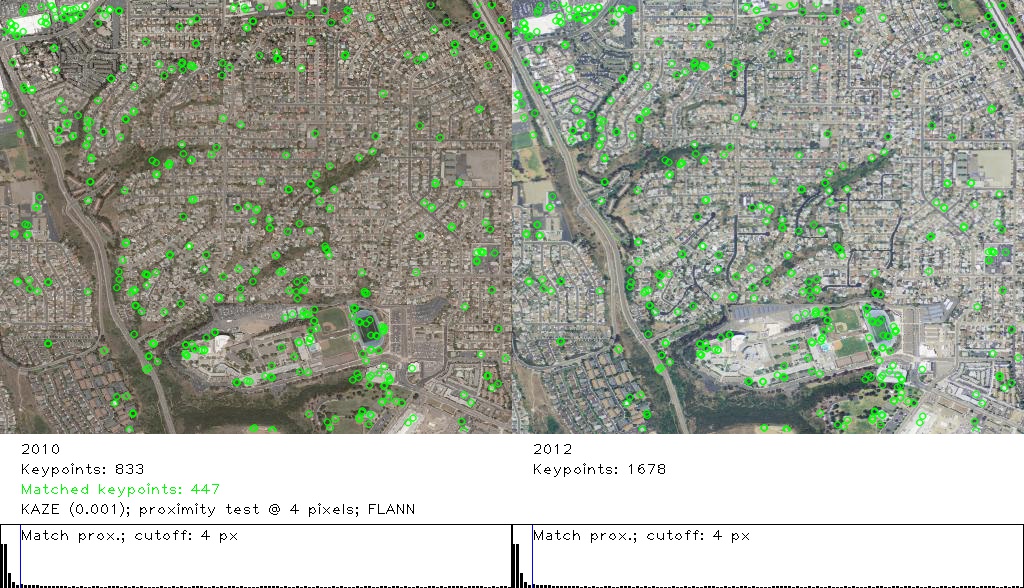 2010
Keypoints: 833
Matched keypoints: 447
KAZE (0.001); proximity test @ 4 pixels; FLANN
2012
Keypoints: 1678
Match prox.; cutoff: 4 px
Match prox.; cutoff: 4 px